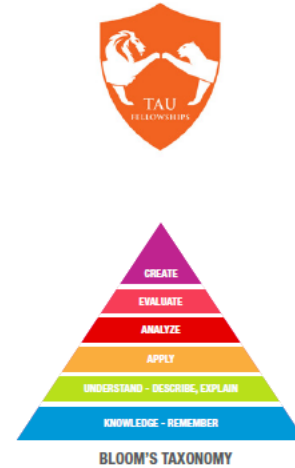 TAU
FELLOWSHIPS
CREATE
EVALUATE
ANALYZE
APPLY
UNDERSTAND - DESCRIBE, EXPLAIN
KNOWLEDGE - REMEMBER
BLOOM'S TAXONOMY